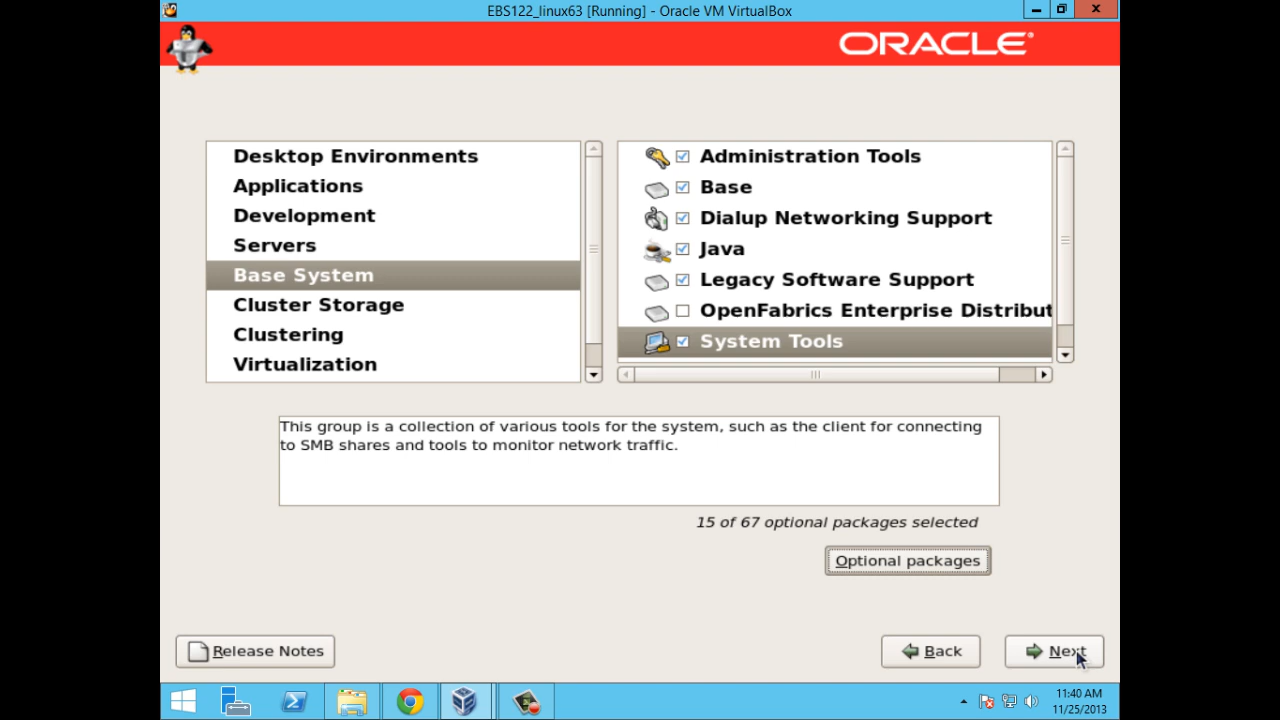 EBS122_linux63 [Running] - Oracle VM VirtualBox
ORACLE
Desktop Environments
Applications
Development
Servers
Base System
Cluster Storage
Clustering
Virtualization
Administration Tools
Base
Dialup Networking Support
Java
Legacy Software Support
OpenFabrics Enterprise Distribut
System Tools
This group is a collection of various tools for the system, such as the client for connecting
to SMB shares and tools to monitor network traffic.
15 of 67 optional packages selected
Optional packages
Release Notes
Back
Next
11:40 AM
11/25/2013